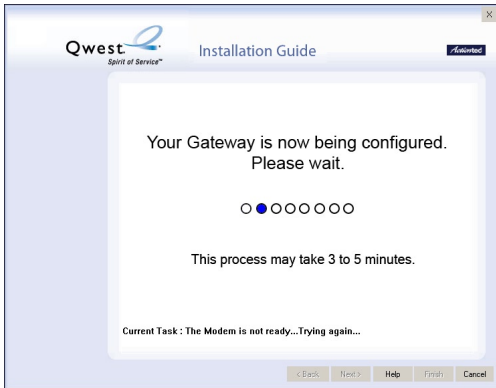 X
Qwest.
Spirit of Service™
Installation Guide
Actiontec
Your Gateway is now being configured.
Please wait.
This process may take 3 to 5 minutes.
Current Task : The Modem is not ready...Trying again...
< Back Next > Help Finish Cancel